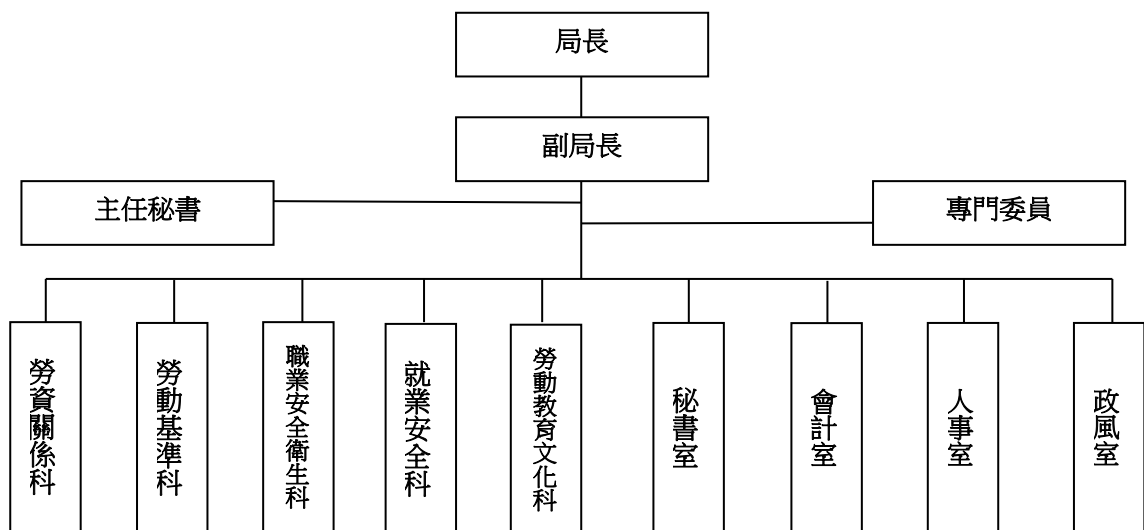 局長
副局長
主任秘書
專門委員
勞資關係科
勞動基準科
職業安全衛生科
就業安全科
勞動教育文化科
秘書室
會計室
人事室
政風室